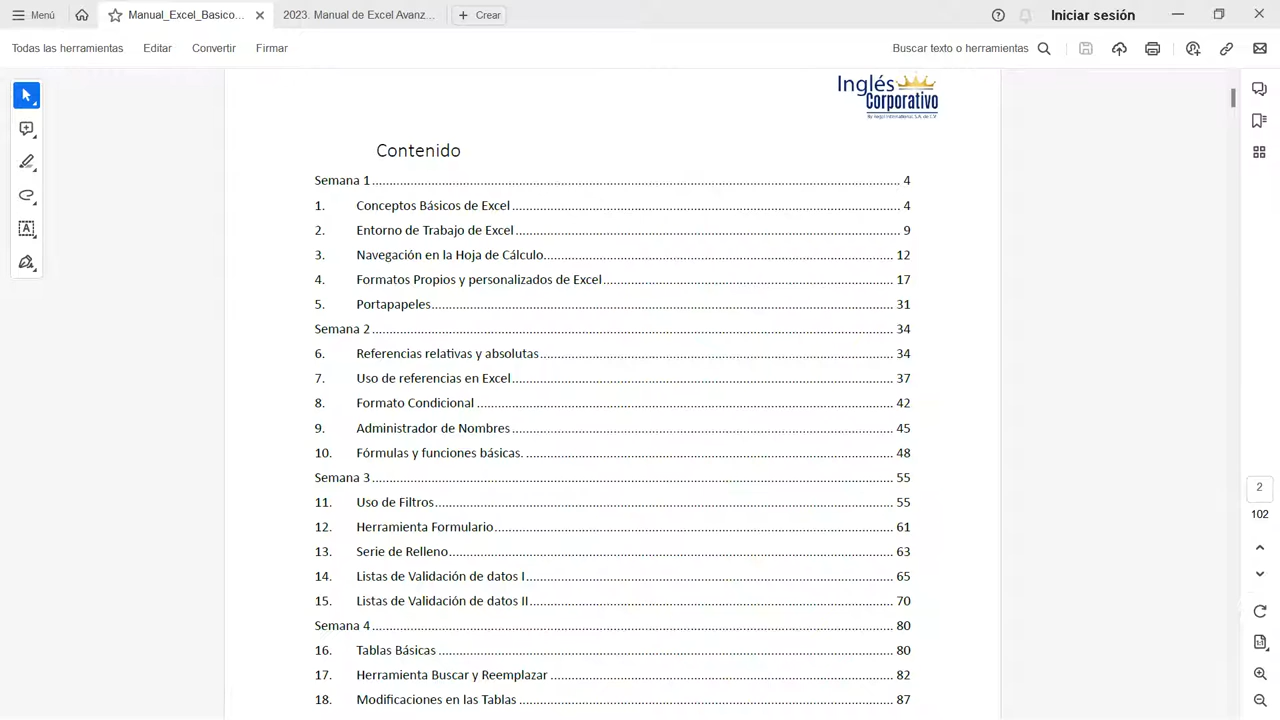 Menú
Manual_Excel_Basico...
2023. Manual de Excel Avanz...
Crear
Iniciar sesión
Todas las herramientas
Editar
Convertir
Firmar
Buscar texto o herramientas
Inglés
Corporativo
Contenido
Semana 1 4
1. Conceptos Básicos de Excel 4
2. Entorno de Trabajo de Excel 9
3. Navegación en la Hoja de Cálculo 12
4. Formatos Propios y personalizados de Excel 17
5. Portapapeles 31
Semana 2 34
6. Referencias relativas y absolutas 34
7. Uso de referencias en Excel 37
8. Formato Condicional 42
9. Administrador de Nombres 45
10. Fórmulas y funciones básicas. 48
Semana 3 55
11. Uso de Filtros 55
12. Herramienta Formulario 61
13. Serie de Relleno 63
14. Listas de Validación de datos I 65
15. Listas de Validación de datos II 70
Semana 4 80
16. Tablas Básicas 80
17. Herramienta Buscar y Reemplazar 82
18. Modificaciones en las Tablas 87
2
102